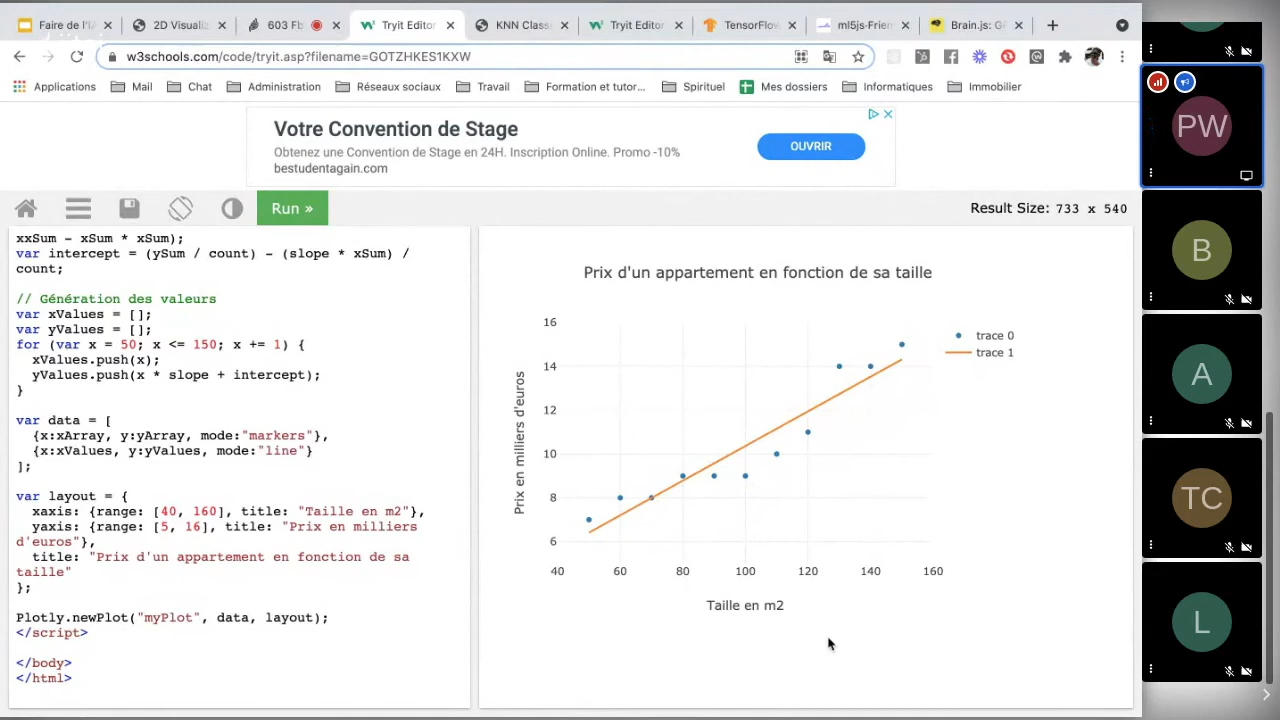 Faire de l'IA
2D Visualiz
603 Fb
Tryit Editor
KNN Class
Tryit Editor
TensorFlow
ml5js·Frien
Brain.js: G
w3schools.com/code/tryit.asp?filename=GOTZHKES1KXW
Applications
Mail
Chat
Administration
Réseaux sociaux
Travail
Formation et tutor...
Spirituel
Mes dossiers
Informatiques
Immobilier
Votre Convention de Stage
Obtenez une Convention de Stage en 24H. Inscription Online. Promo -10%
bestudentagain.com
OUVRIR
Run »
Result Size: 733 x 540
xxSum - xSum * xSum);
var intercept = (ySum / count) - (slope * xSum) /
count;
// Génération des valeurs
var xValues = [];
var yValues = [];
for (var x = 50; x <= 150; x += 1) {
xValues.push(x);
yValues.push(x * slope + intercept);
}
var data = [
{x:xArray, y:yArray, mode:"markers"},
{x:xValues, y:yValues, mode:"line"}
];
var layout = {
xaxis: {range: [40, 160], title: "Taille en m2"},
yaxis: {range: [5, 16], title: "Prix en milliers
d'euros"},
title: "Prix d'un appartement en fonction de sa
taille"
};
Plotly.newPlot("myPlot", data, layout);
</script>
</body>
</html>
Prix d'un appartement en fonction de sa taille
16
14
12
10
8
6
Prix en milliers d'euros
40
60
80
100
120
140
160
Taille en m2
trace 0
trace 1
PW
B
A
TC
L